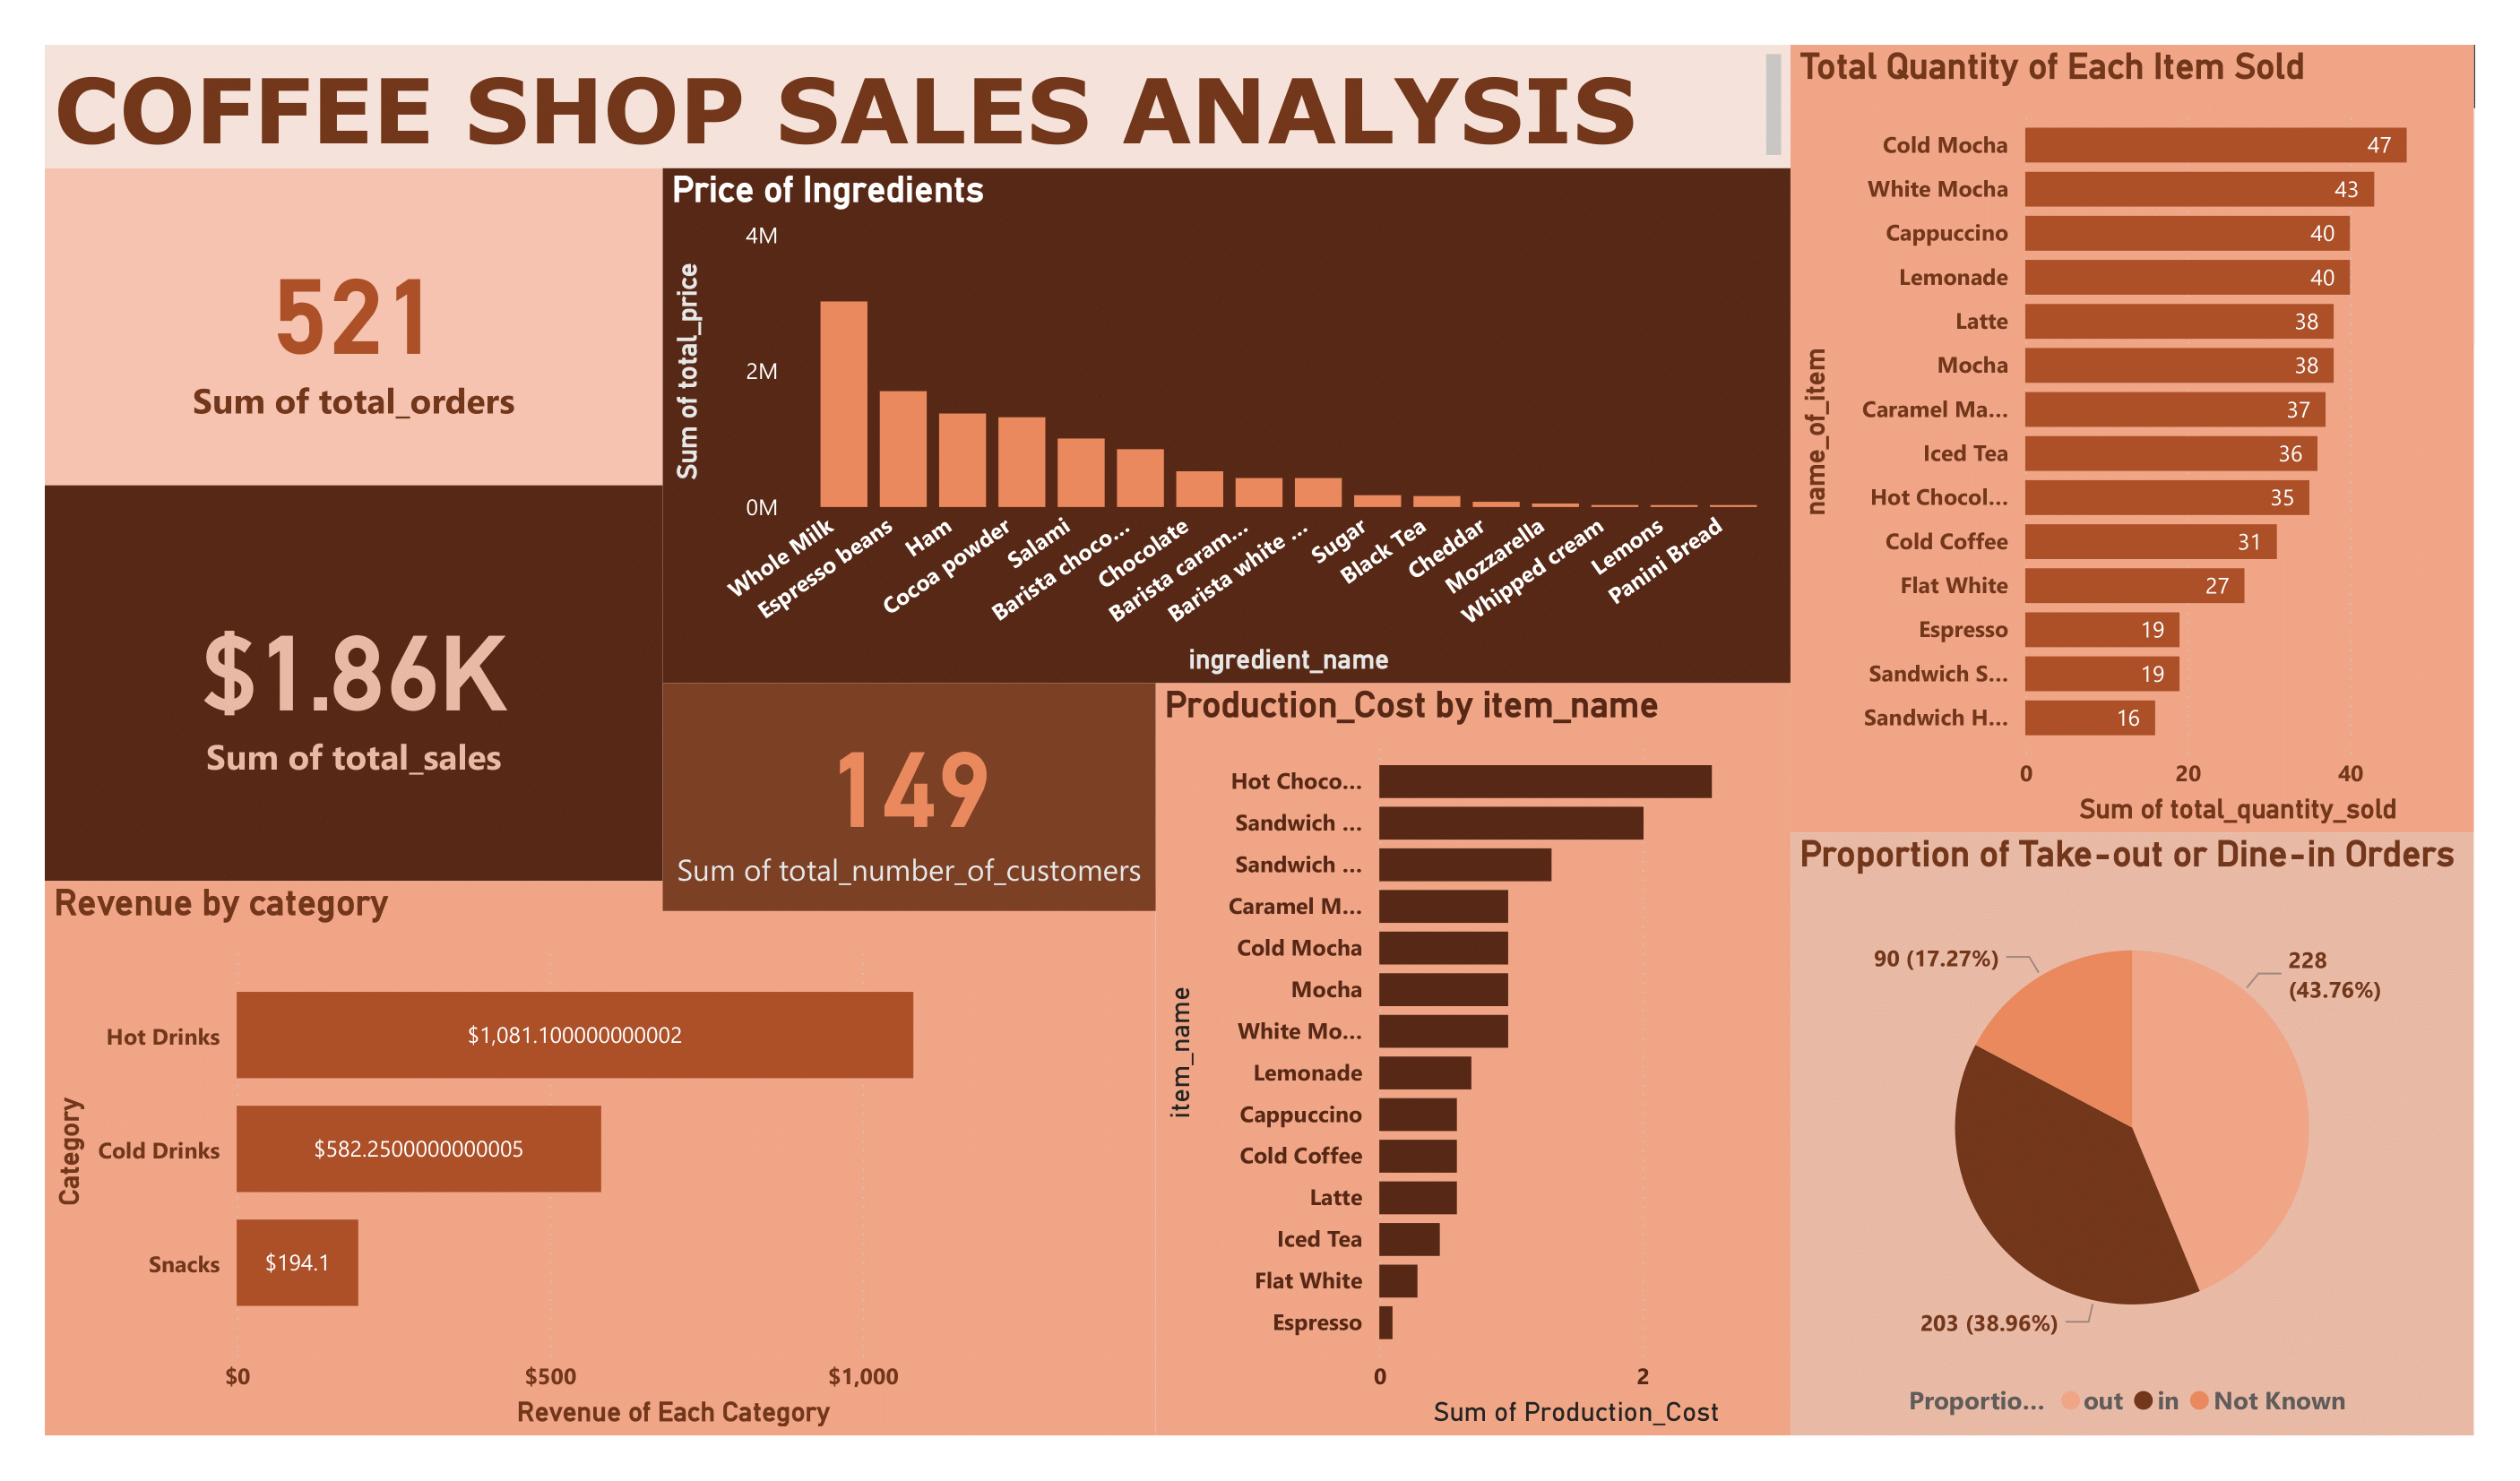 COFFEE SHOP SALES ANALYSIS
521
Sum of total_orders
$1.86K
Sum of total_sales
Price of Ingredients
Sum of total_price
4M
2M
0M
Whole Milk
Espresso beans
Ham
Cocoa powder
Salami
Barista choco...
Chocolate
Barista caram...
Barista white ...
Sugar
Black Tea
Cheddar
Mozzarella
Whipped cream
Lemons
Panini Bread
ingredient_name
149
Sum of total_number_of_customers
Revenue by category
Category
Hot Drinks
$1,081.100000000002
Cold Drinks
$582.2500000000005
Snacks
$194.1
$0
$500
$1,000
Revenue of Each Category
Production_Cost by item_name
item_name
Hot Choco...
Sandwich ...
Sandwich ...
Caramel M...
Cold Mocha
Mocha
White Mo...
Lemonade
Cappuccino
Cold Coffee
Latte
Iced Tea
Flat White
Espresso
0
2
Sum of Production_Cost
Total Quantity of Each Item Sold
name_of_item
Cold Mocha 47
White Mocha 43
Cappuccino 40
Lemonade 40
Latte 38
Mocha 38
Caramel Ma... 37
Iced Tea 36
Hot Chocol... 35
Cold Coffee 31
Flat White 27
Espresso 19
Sandwich S... 19
Sandwich H... 16
0
20
40
Sum of total_quantity_sold
Proportion of Take-out or Dine-in Orders
90 (17.27%)
228
(43.76%)
203 (38.96%)
Proportio... out in Not Known